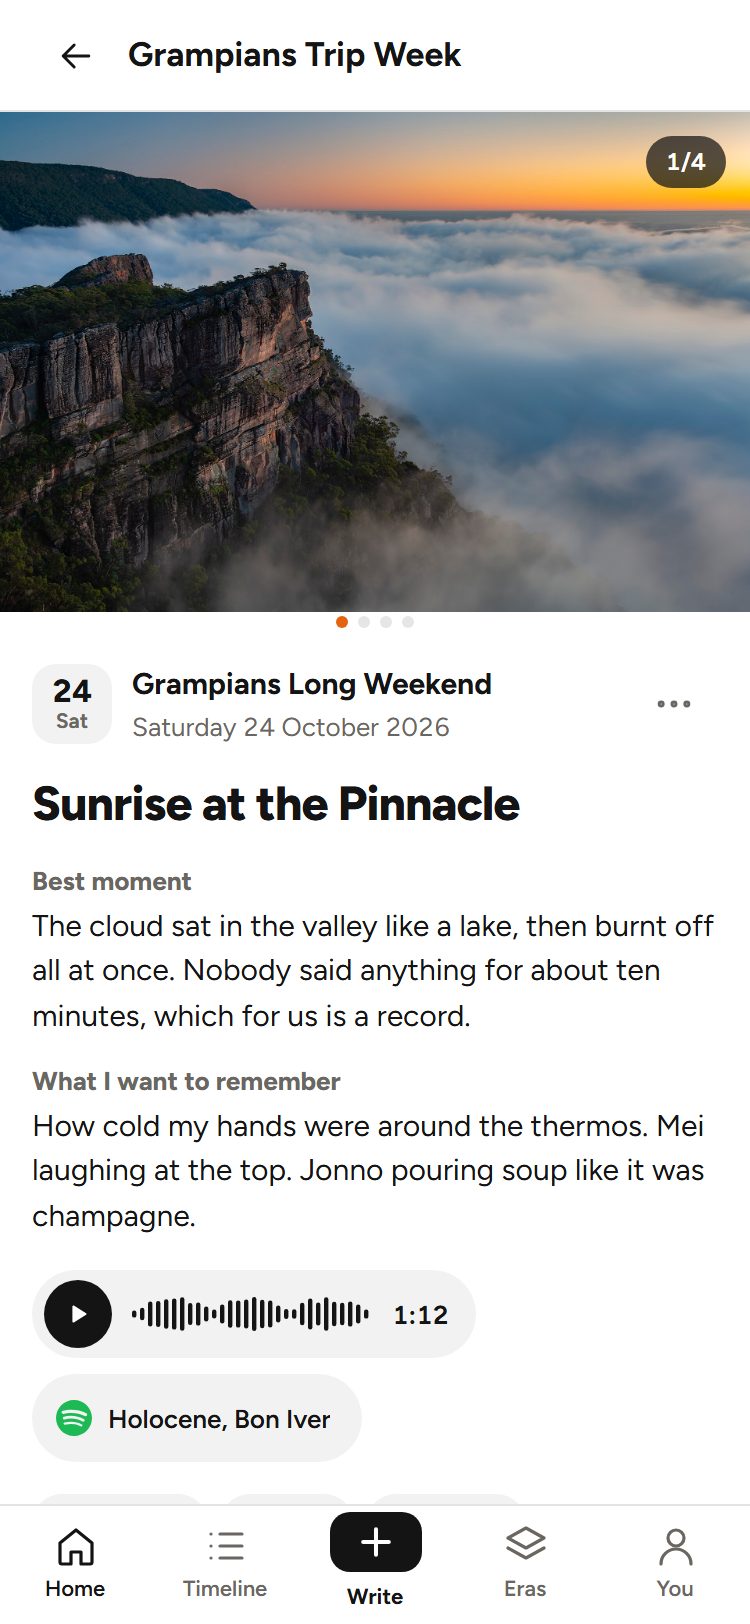 Grampians Trip Week
1/4
24
Sat
Grampians Long Weekend
Saturday 24 October 2026
Sunrise at the Pinnacle
Best moment
The cloud sat in the valley like a lake, then burnt off
all at once. Nobody said anything for about ten
minutes, which for us is a record.
What I want to remember
How cold my hands were around the thermos. Mei
laughing at the top. Jonno pouring soup like it was
champagne.
1:12
Holocene, Bon Iver
Home
Timeline
Write
Eras
You